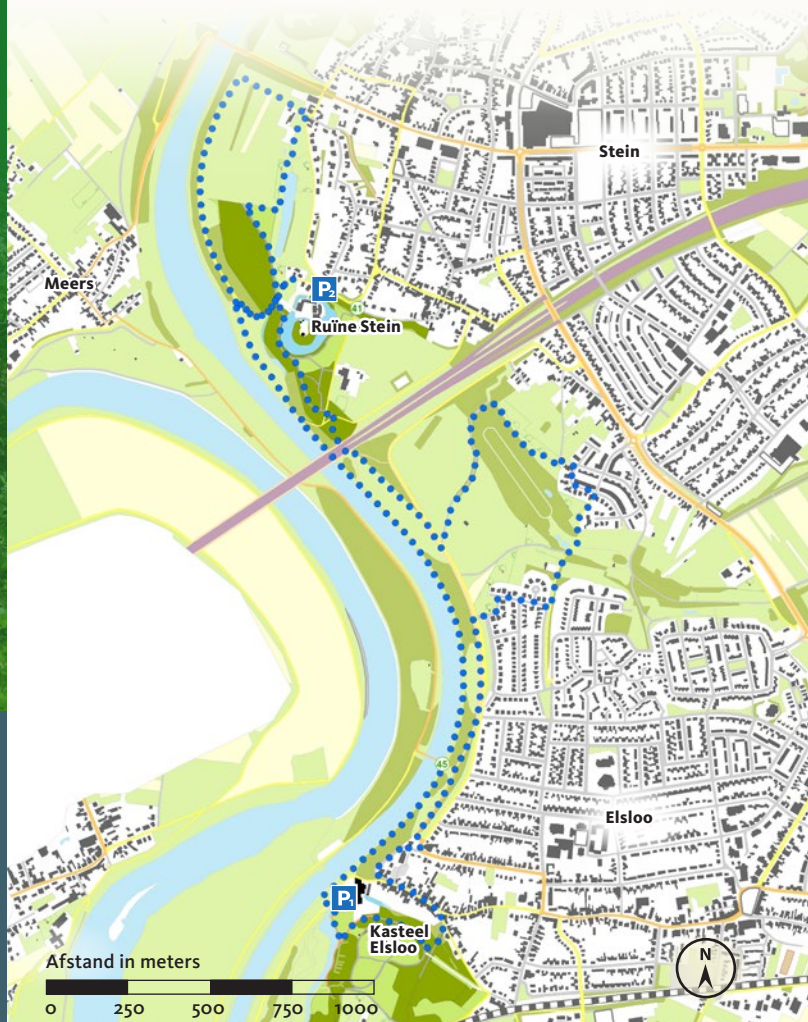 Stein
Meers
P2
41
Ruïne Stein
45
Elsloo
P1
Kasteel
Elsloo
Afstand in meters
0 250 500 750 1000
N